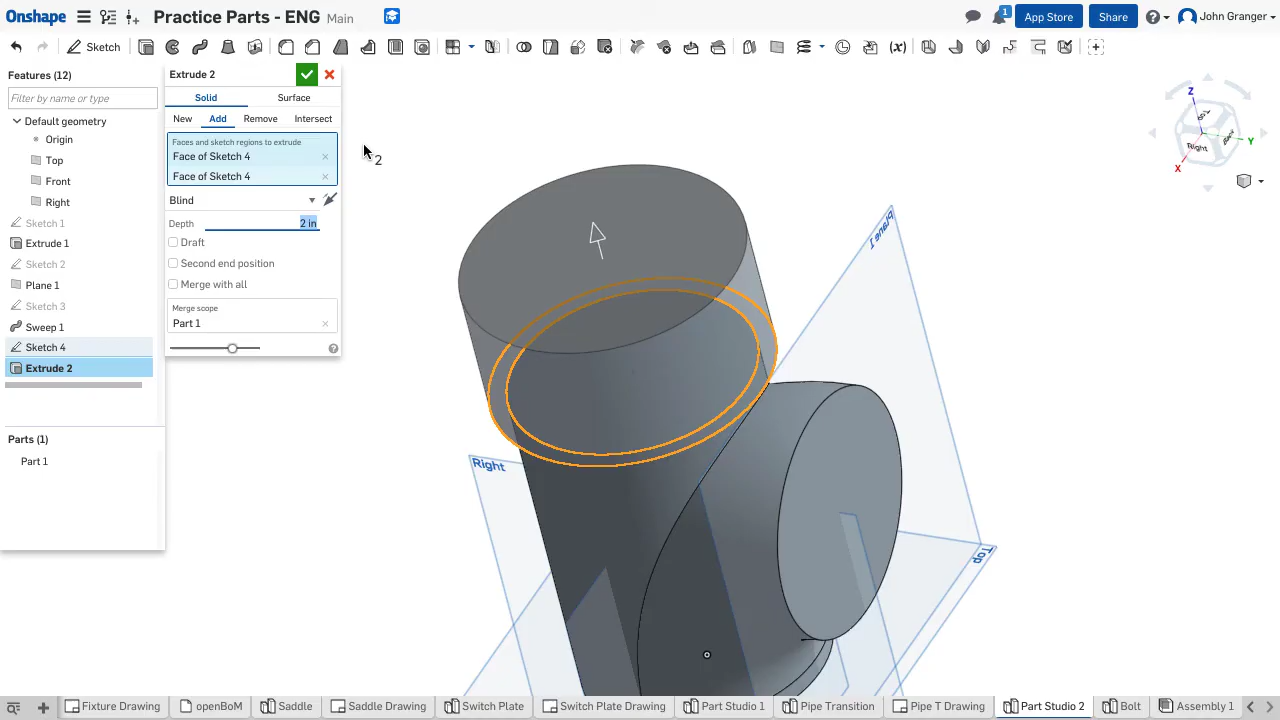 Onshape
Practice Parts - ENG Main
1
App Store
Share
John Granger
Sketch
(x)
Features (12)
Filter by name or type
Default geometry
Origin
Top
Front
Right
Sketch 1
Extrude 1
Sketch 2
Plane 1
Sketch 3
Sweep 1
Sketch 4
Extrude 2
Parts (1)
Part 1
Extrude 2
Solid Surface
New Add Remove Intersect
Faces and sketch regions to extrude
Face of Sketch 4
Face of Sketch 4
Blind
Depth 2 in
Draft
Second end position
Merge with all
Merge scope
Part 1
2
Plane 1
Right
Top
Z
Y
X
Right
Fixture Drawing
openBoM
Saddle
Saddle Drawing
Switch Plate
Switch Plate Drawing
Part Studio 1
Pipe Transition
Pipe T Drawing
Part Studio 2
Bolt
Assembly 1